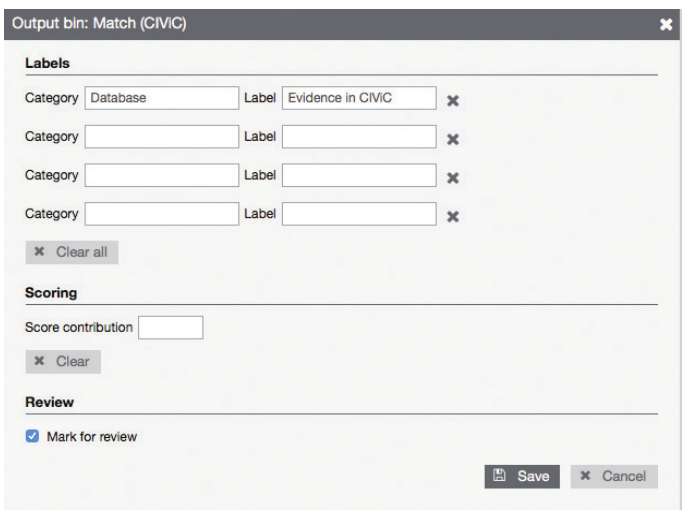 Output bin: Match (CIViC)
Labels
Category Database Label Evidence in CIViC
Category Label
Category Label
Category Label
Clear all
Scoring
Score contribution
Clear
Review
Mark for review
Save Cancel